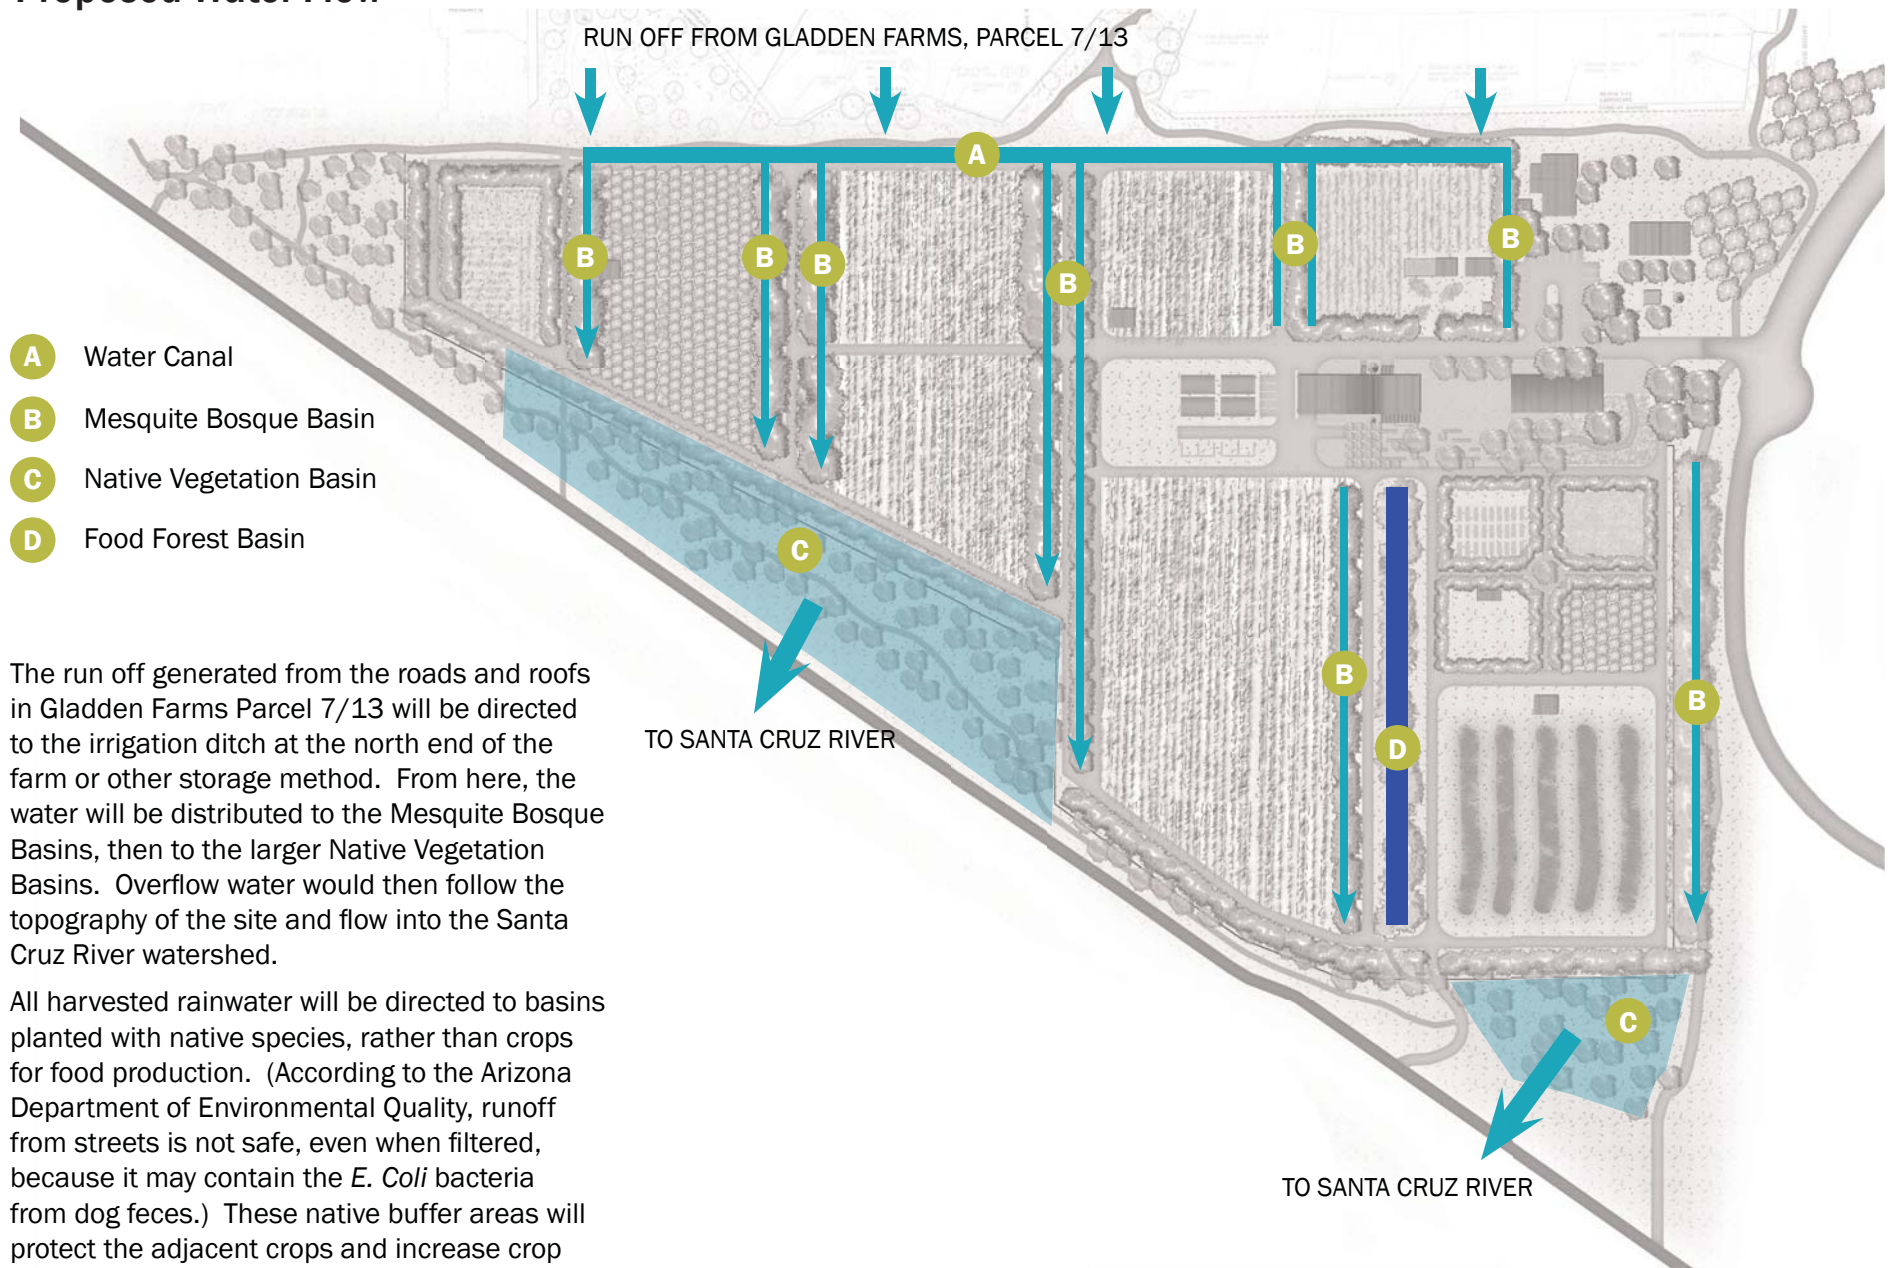 Proposed Water Flow
RUN OFF FROM GLADDEN FARMS, PARCEL 7/13
A
B
B
B
B
B
B
A Water Canal
B Mesquite Bosque Basin
C Native Vegetation Basin
D Food Forest Basin
C
B
B
D
TO SANTA CRUZ RIVER
C
TO SANTA CRUZ RIVER
The run off generated from the roads and roofs
in Gladden Farms Parcel 7/13 will be directed
to the irrigation ditch at the north end of the
farm or other storage method. From here, the
water will be distributed to the Mesquite Bosque
Basins, then to the larger Native Vegetation
Basins. Overflow water would then follow the
topography of the site and flow into the Santa
Cruz River watershed.
All harvested rainwater will be directed to basins
planted with native species, rather than crops
for food production. (According to the Arizona
Department of Environmental Quality, runoff
from streets is not safe, even when filtered,
because it may contain the E. Coli bacteria
from dog feces.) These native buffer areas will
protect the adjacent crops and increase crop